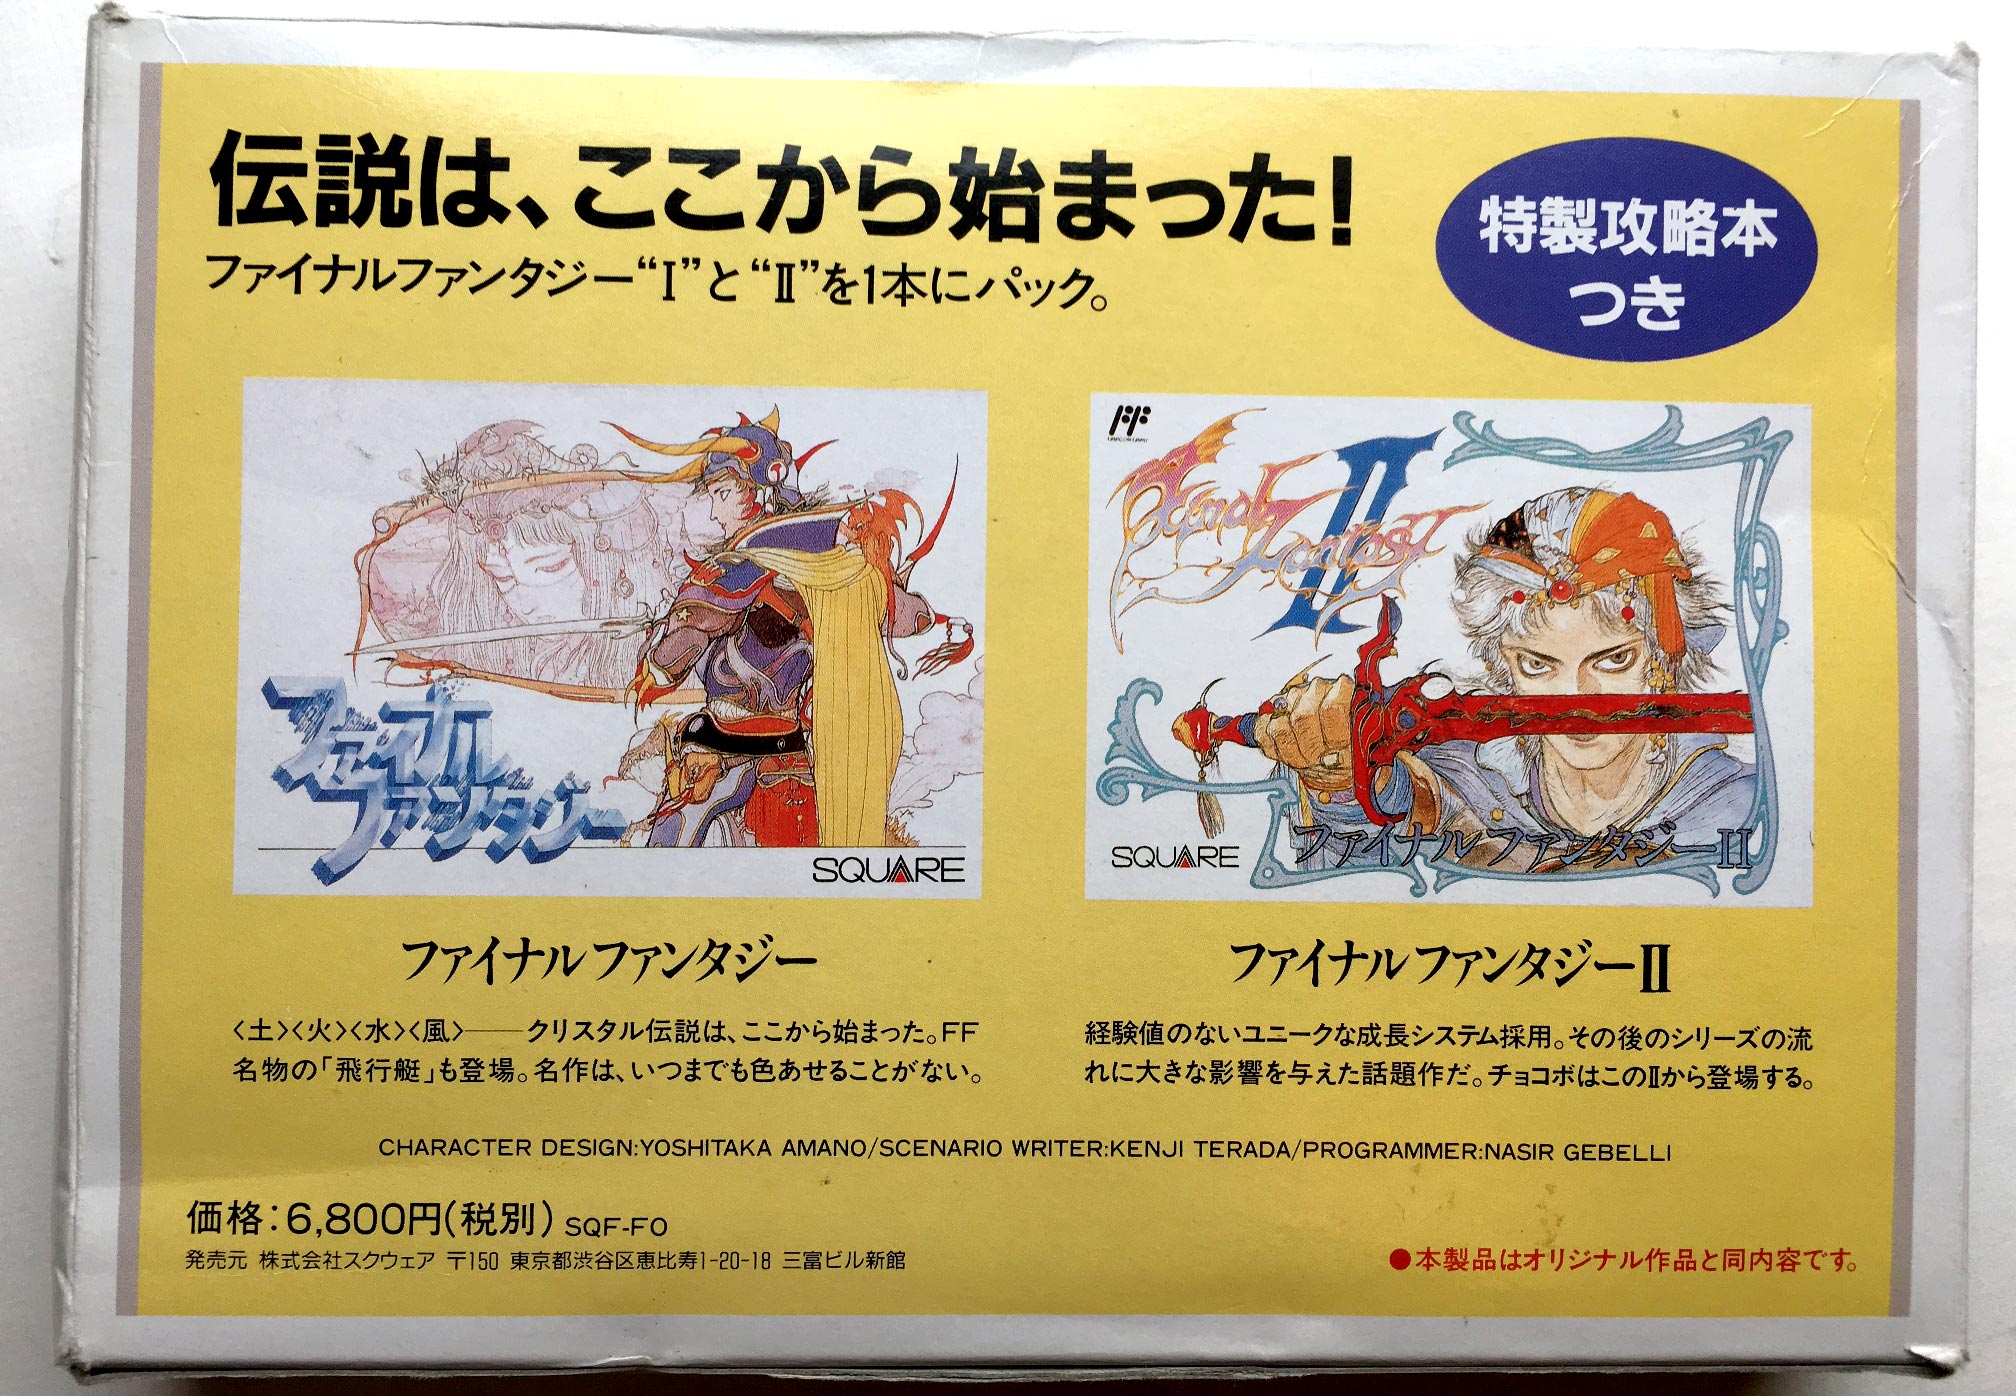 伝説は、ここから始まった!
ファイナルファンタジー“Ⅰ”と“Ⅱ”を1本にパック。
特製攻略本
つき
ファイナル
ファンタジー
SQUARE
FF
Final Fantasy II
SQUARE
ファイナル ファンタジーII
ファイナル ファンタジー
ファイナル ファンタジーⅡ
〈土〉〈火〉〈水〉〈風〉──クリスタル伝説は、ここから始まった。FF
名物の「飛行艇」も登場。名作は、いつまでも色あせることがない。
経験値のないユニークな成長システム採用。その後のシリーズの流
れに大きな影響を与えた話題作だ。チョコボはこのⅡから登場する。
CHARACTER DESIGN:YOSHITAKA AMANO/SCENARIO WRITER:KENJI TERADA/PROGRAMMER:NASIR GEBELLI
価格:6,800円(税別) SQF-FO
発売元 株式会社スクウェア 〒150 東京都渋谷区恵比寿1-20-18 三富ビル新館
●本製品はオリジナル作品と同内容です。